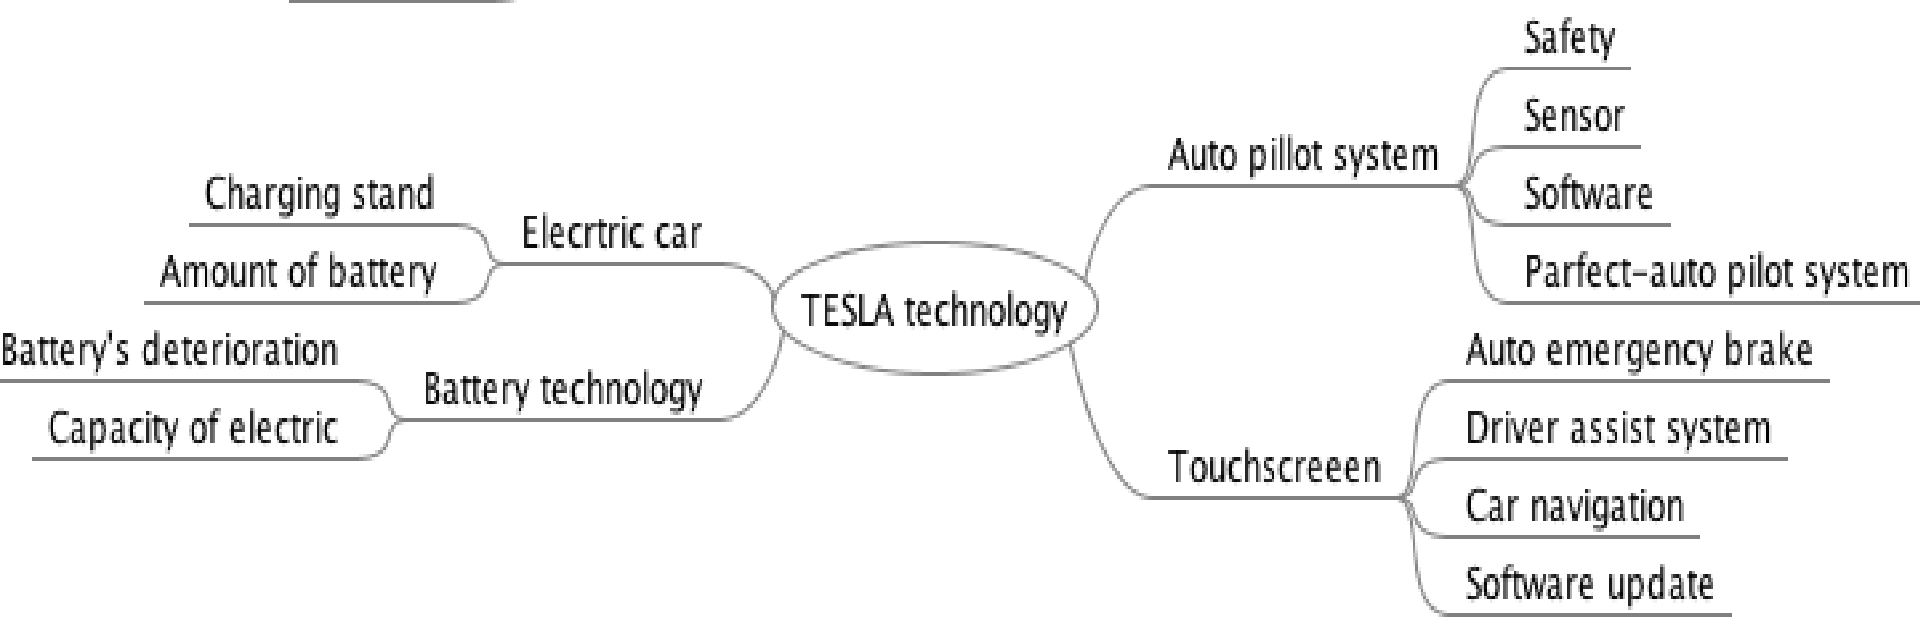 Safety
Sensor
Auto pillot system
Software
Charging stand
Elecrtric car
Amount of battery
Parfect-auto pilot system
TESLA technology
Battery's deterioration
Auto emergency brake
Battery technology
Capacity of electric
Driver assist system
Touchscreeen
Car navigation
Software update